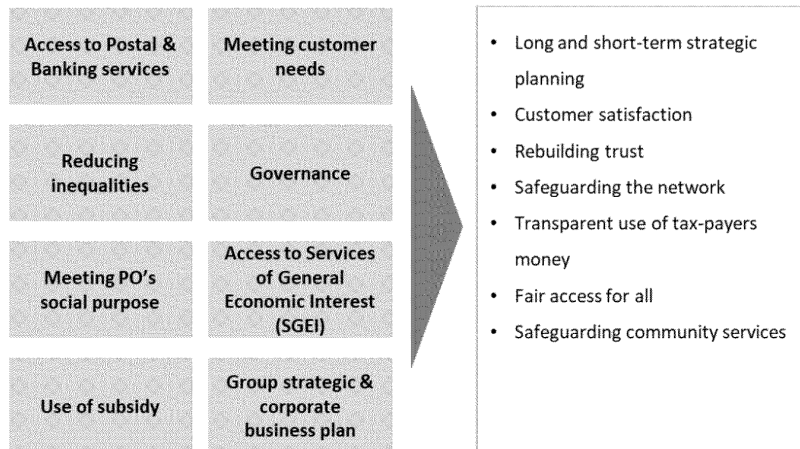 Access to Postal &
Banking services
Meeting customer
needs
Reducing
inequalities
Governance
Meeting PO's
social purpose
Access to Services
of General
Economic Interest
(SGEI)
Use of subsidy
Group strategic &
corporate
business plan
• Long and short-term strategic
planning
• Customer satisfaction
• Rebuilding trust
• Safeguarding the network
• Transparent use of tax-payers
money
• Fair access for all
• Safeguarding community services